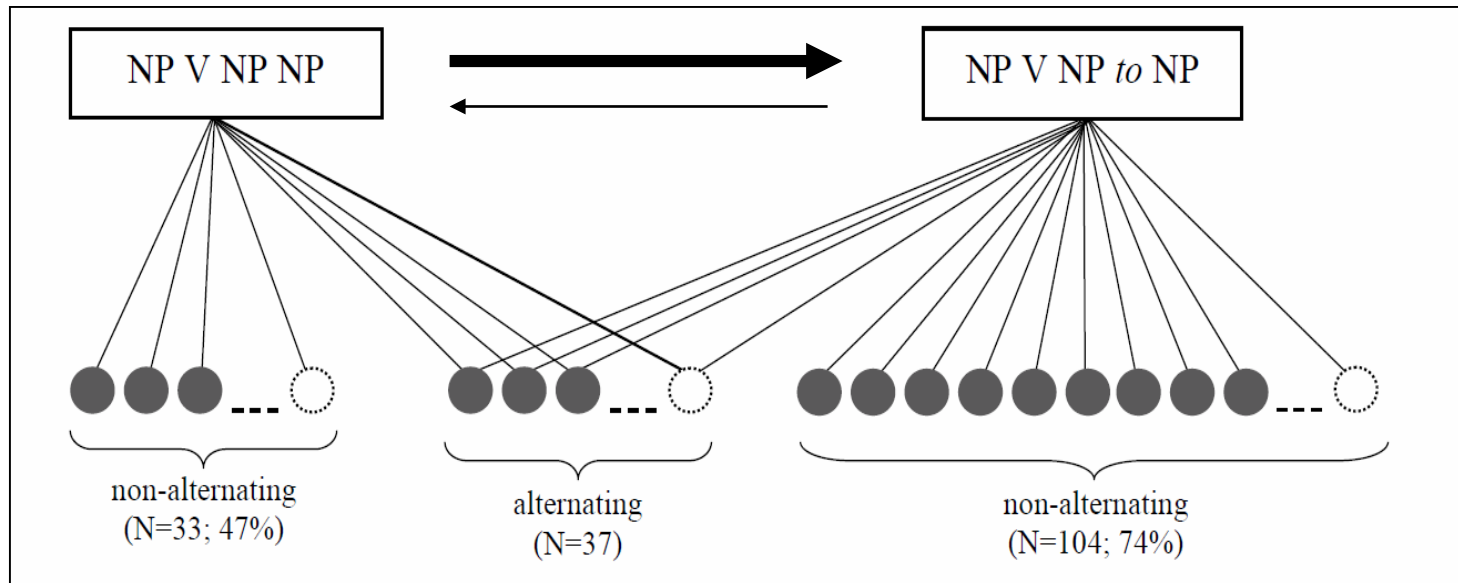 NP V NP NP
NP V NP to NP
non-alternating
(N=33; 47%)
alternating
(N=37)
non-alternating
(N=104; 74%)